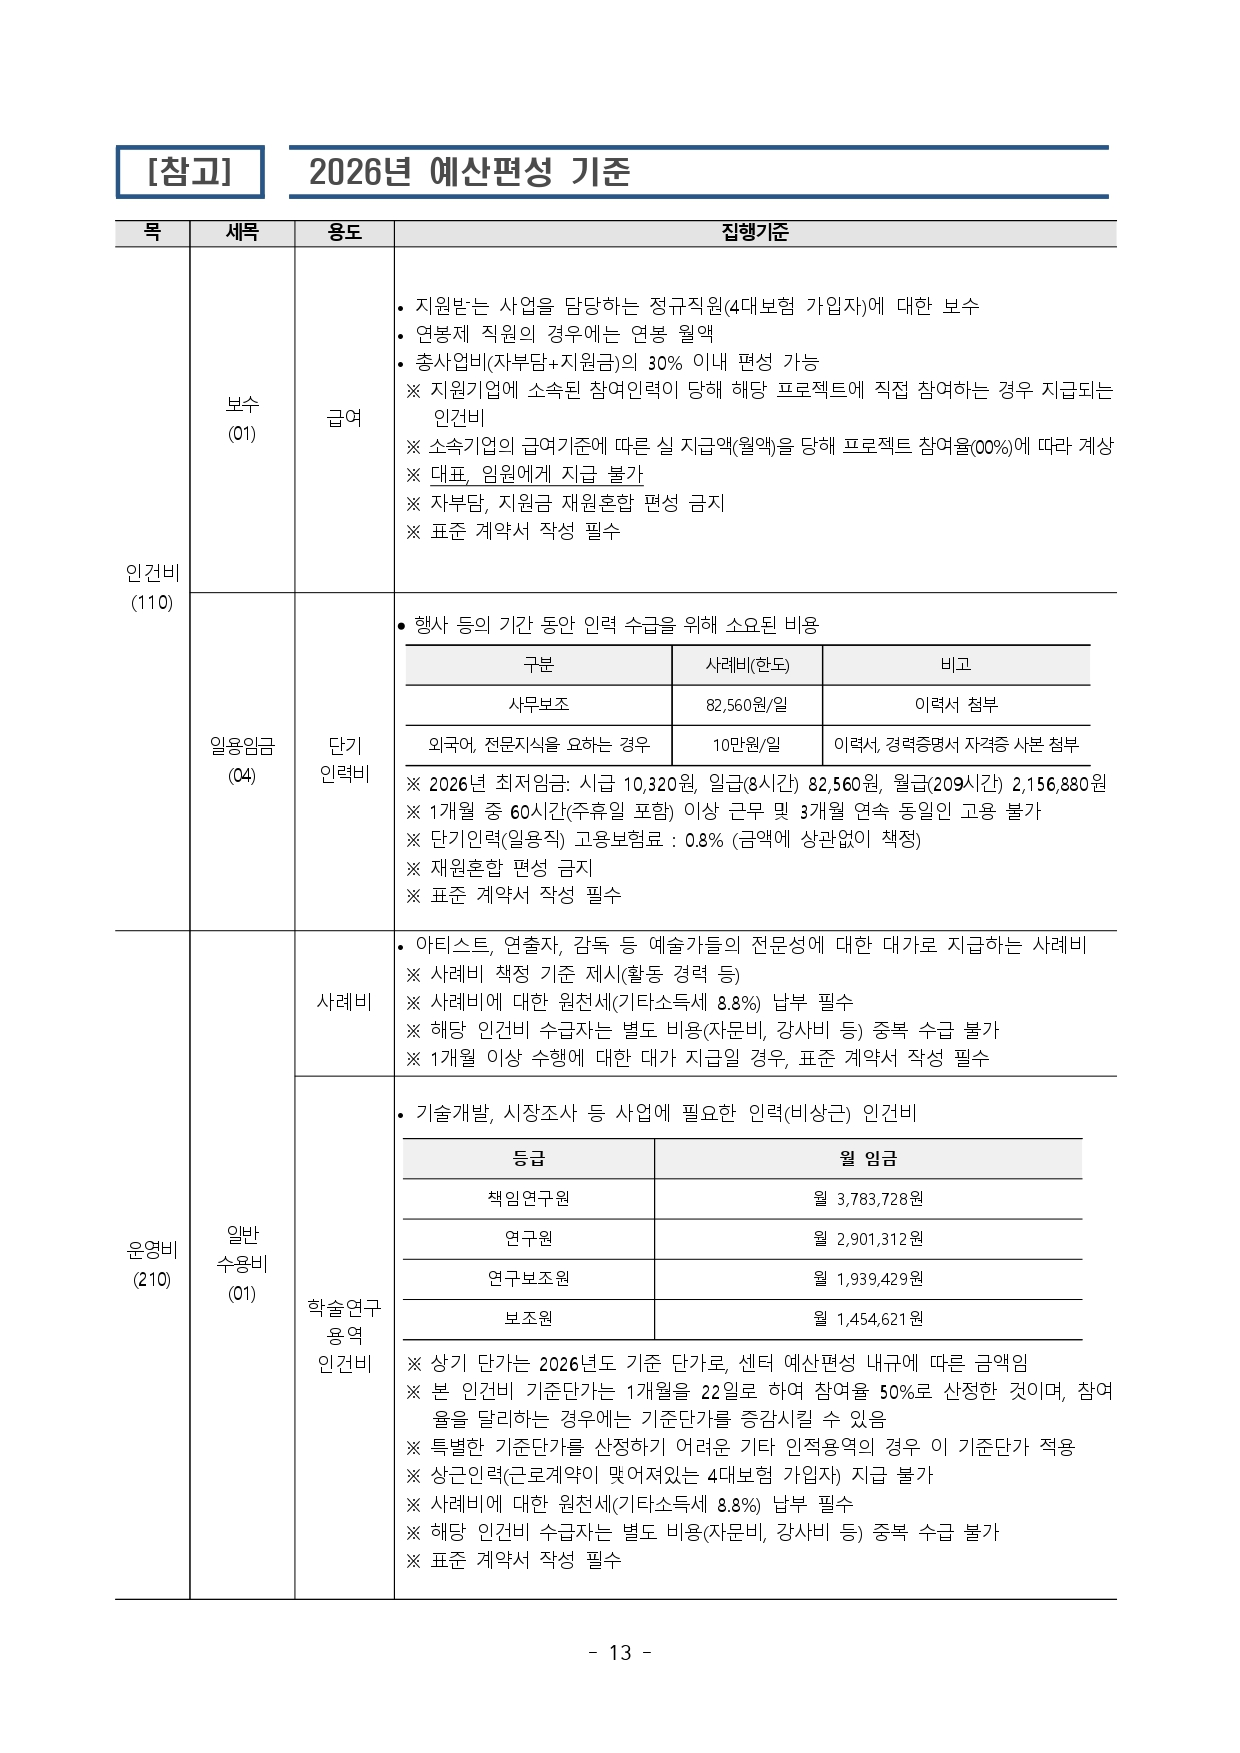 [참고] 2026년 예산편성 기준
목 세목 용도 집행기준
인건비
(110)
보수
(01)
급여
• 지원받는 사업을 담당하는 정규직원(4대보험 가입자)에 대한 보수
• 연봉제 직원의 경우에는 연봉 월액
• 총사업비(자부담+지원금)의 30% 이내 편성 가능
※ 지원기업에 소속된 참여인력이 당해 해당 프로젝트에 직접 참여하는 경우 지급되는
인건비
※ 소속기업의 급여기준에 따른 실 지급액(월액)을 당해 프로젝트 참여율(00%)에 따라 계상
※ 대표, 임원에게 지급 불가
※ 자부담, 지원금 재원혼합 편성 금지
※ 표준 계약서 작성 필수
일용임금
(04)
단기
인력비
• 행사 등의 기간 동안 인력 수급을 위해 소요된 비용
구분 사례비(한도) 비고
사무보조 82,560원/일 이력서 첨부
외국어, 전문지식을 요하는 경우 10만원/일 이력서, 경력증명서 자격증 사본 첨부
※ 2026년 최저임금: 시급 10,320원, 일급(8시간) 82,560원, 월급(209시간) 2,156,880원
※ 1개월 중 60시간(주휴일 포함) 이상 근무 및 3개월 연속 동일인 고용 불가
※ 단기인력(일용직) 고용보험료 : 0.8% (금액에 상관없이 책정)
※ 재원혼합 편성 금지
※ 표준 계약서 작성 필수
운영비
(210)
일반
수용비
(01)
사례비
• 아티스트, 연출자, 감독 등 예술가들의 전문성에 대한 대가로 지급하는 사례비
※ 사례비 책정 기준 제시(활동 경력 등)
※ 사례비에 대한 원천세(기타소득세 8.8%) 납부 필수
※ 해당 인건비 수급자는 별도 비용(자문비, 강사비 등) 중복 수급 불가
※ 1개월 이상 수행에 대한 대가 지급일 경우, 표준 계약서 작성 필수
학술연구
용역
인건비
• 기술개발, 시장조사 등 사업에 필요한 인력(비상근) 인건비
등급 월 임금
책임연구원 월 3,783,728원
연구원 월 2,901,312원
연구보조원 월 1,939,429원
보조원 월 1,454,621원
※ 상기 단가는 2026년도 기준 단가로, 센터 예산편성 내규에 따른 금액임
※ 본 인건비 기준단가는 1개월을 22일로 하여 참여율 50%로 산정한 것이며, 참여
율을 달리하는 경우에는 기준단가를 증감시킬 수 있음
※ 특별한 기준단가를 산정하기 어려운 기타 인적용역의 경우 이 기준단가 적용
※ 상근인력(근로계약이 맺어져있는 4대보험 가입자) 지급 불가
※ 사례비에 대한 원천세(기타소득세 8.8%) 납부 필수
※ 해당 인건비 수급자는 별도 비용(자문비, 강사비 등) 중복 수급 불가
※ 표준 계약서 작성 필수
- 13 -